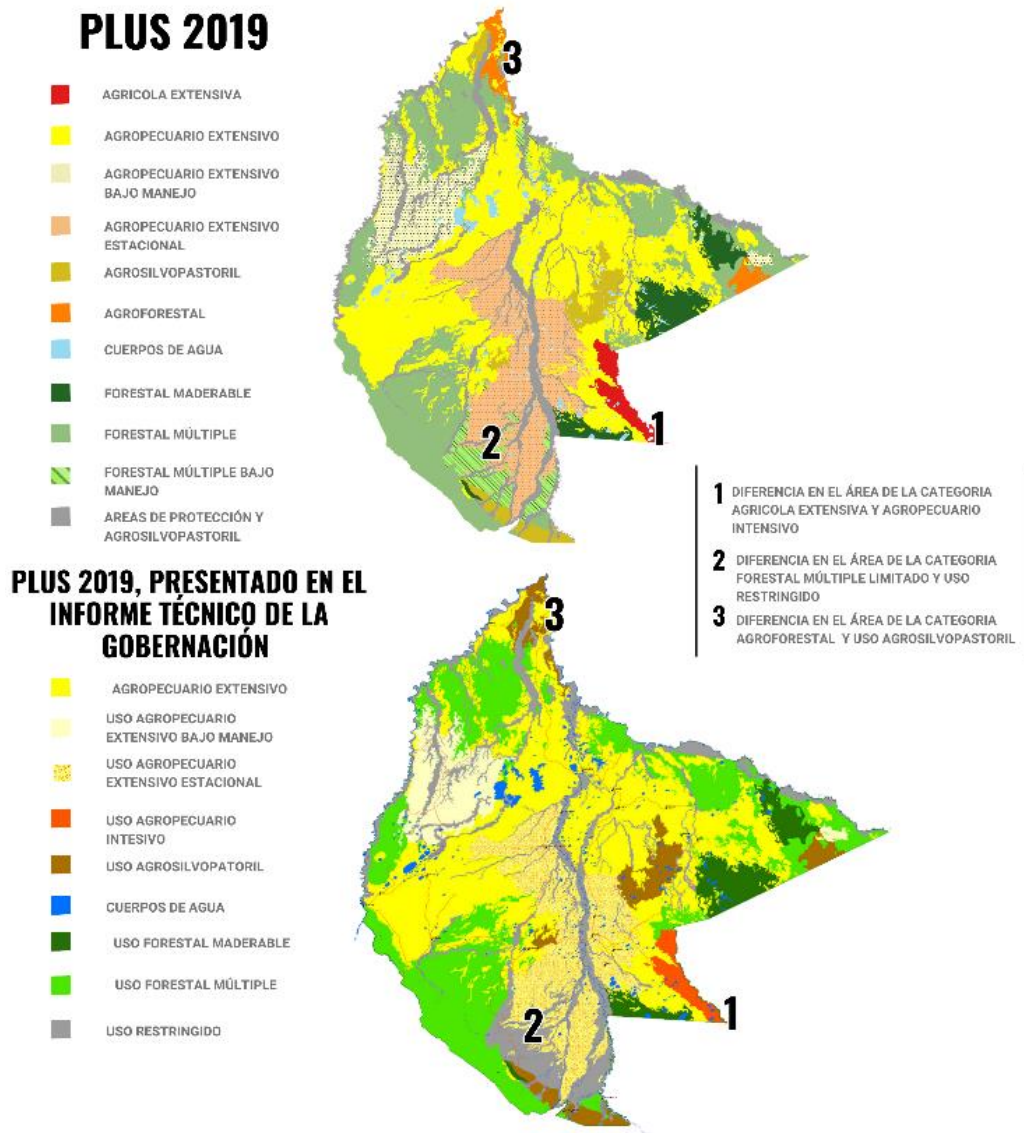 PLUS 2019
AGRICOLA EXTENSIVA
AGROPECUARIO EXTENSIVO
AGROPECUARIO EXTENSIVO
BAJO MANEJO
AGROPECUARIO EXTENSIVO
ESTACIONAL
AGROSILVOPASTORIL
AGROFORESTAL
CUERPOS DE AGUA
FORESTAL MADERABLE
FORESTAL MÚLTIPLE
FORESTAL MÚLTIPLE BAJO
MANEJO
AREAS DE PROTECCIÓN Y
AGROSILVOPASTORIL
3
2
1
1 DIFERENCIA EN EL ÁREA DE LA CATEGORIA
AGRICOLA EXTENSIVA Y AGROPECUARIO
INTENSIVO
2 DIFERENCIA EN EL ÁREA DE LA CATEGORIA
FORESTAL MÚLTIPLE LIMITADO Y USO
RESTRINGIDO
3 DIFERENCIA EN EL ÁREA DE LA CATEGORIA
AGROFORESTAL Y USO AGROSILVOPASTORIL
PLUS 2019, PRESENTADO EN EL
INFORME TÉCNICO DE LA
GOBERNACIÓN
AGROPECUARIO EXTENSIVO
USO AGROPECUARIO
EXTENSIVO BAJO MANEJO
USO AGROPECUARIO
EXTENSIVO ESTACIONAL
USO AGROPECUARIO
INTESIVO
USO AGROSILVOPATORIL
CUERPOS DE AGUA
USO FORESTAL MADERABLE
USO FORESTAL MÚLTIPLE
USO RESTRINGIDO
3
2
1